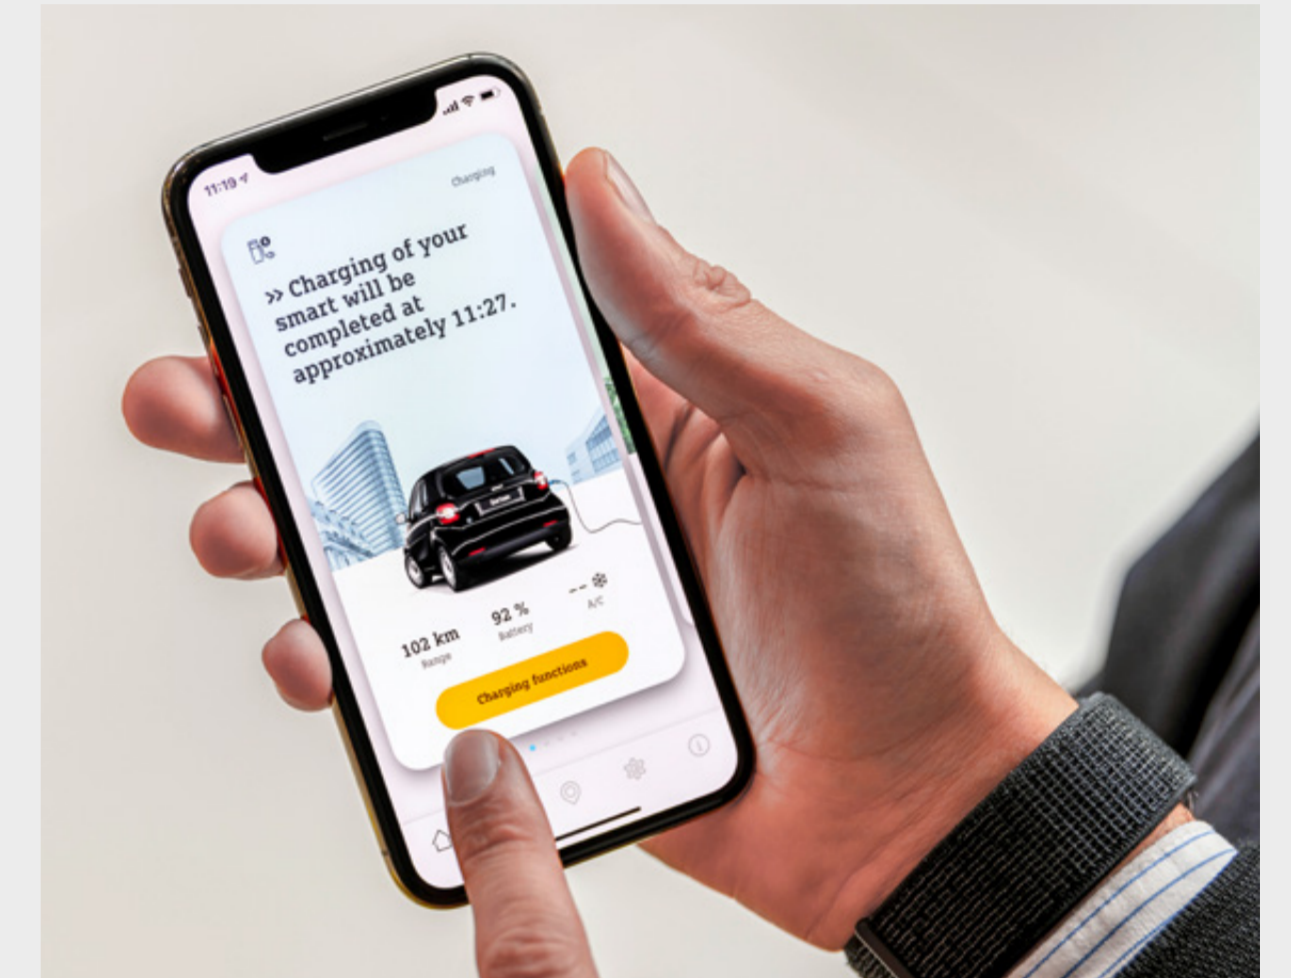 11:19
Charging
>> Charging of your
smart will be
completed at
approximately 11:27.
102 km
Range
92 %
Battery
-- 
A/C
Charging functions